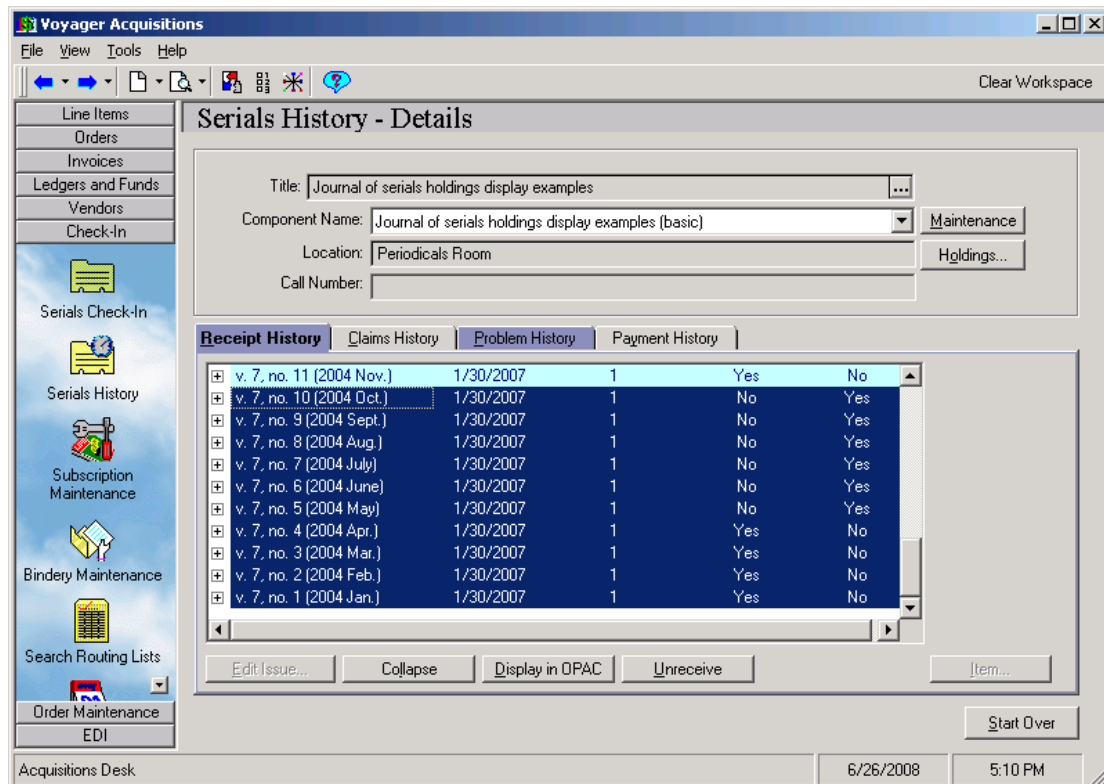 Voyager Acquisitions
File View Tools Help
Clear Workspace
Line Items
Orders
Invoices
Ledgers and Funds
Vendors
Check-In
Serials Check-In
Serials History
Subscription
Maintenance
Bindery Maintenance
Search Routing Lists
Order Maintenance
EDI
Serials History - Details
Title: Journal of serials holdings display examples ...
Component Name: Journal of serials holdings display examples (basic) Maintenance
Location: Periodicals Room Holdings...
Call Number:
Receipt History Claims History Problem History Payment History
v. 7, no. 11 (2004 Nov.) 1/30/2007 1 Yes No
v. 7, no. 10 (2004 Oct.) 1/30/2007 1 No Yes
v. 7, no. 9 (2004 Sept.) 1/30/2007 1 No Yes
v. 7, no. 8 (2004 Aug.) 1/30/2007 1 No Yes
v. 7, no. 7 (2004 July) 1/30/2007 1 No Yes
v. 7, no. 6 (2004 June) 1/30/2007 1 No Yes
v. 7, no. 5 (2004 May) 1/30/2007 1 No Yes
v. 7, no. 4 (2004 Apr.) 1/30/2007 1 Yes No
v. 7, no. 3 (2004 Mar.) 1/30/2007 1 Yes No
v. 7, no. 2 (2004 Feb.) 1/30/2007 1 Yes No
v. 7, no. 1 (2004 Jan.) 1/30/2007 1 Yes No
Edit Issue... Collapse Display in OPAC Unreceive Item...
Start Over
Acquisitions Desk 6/26/2008 5:10 PM